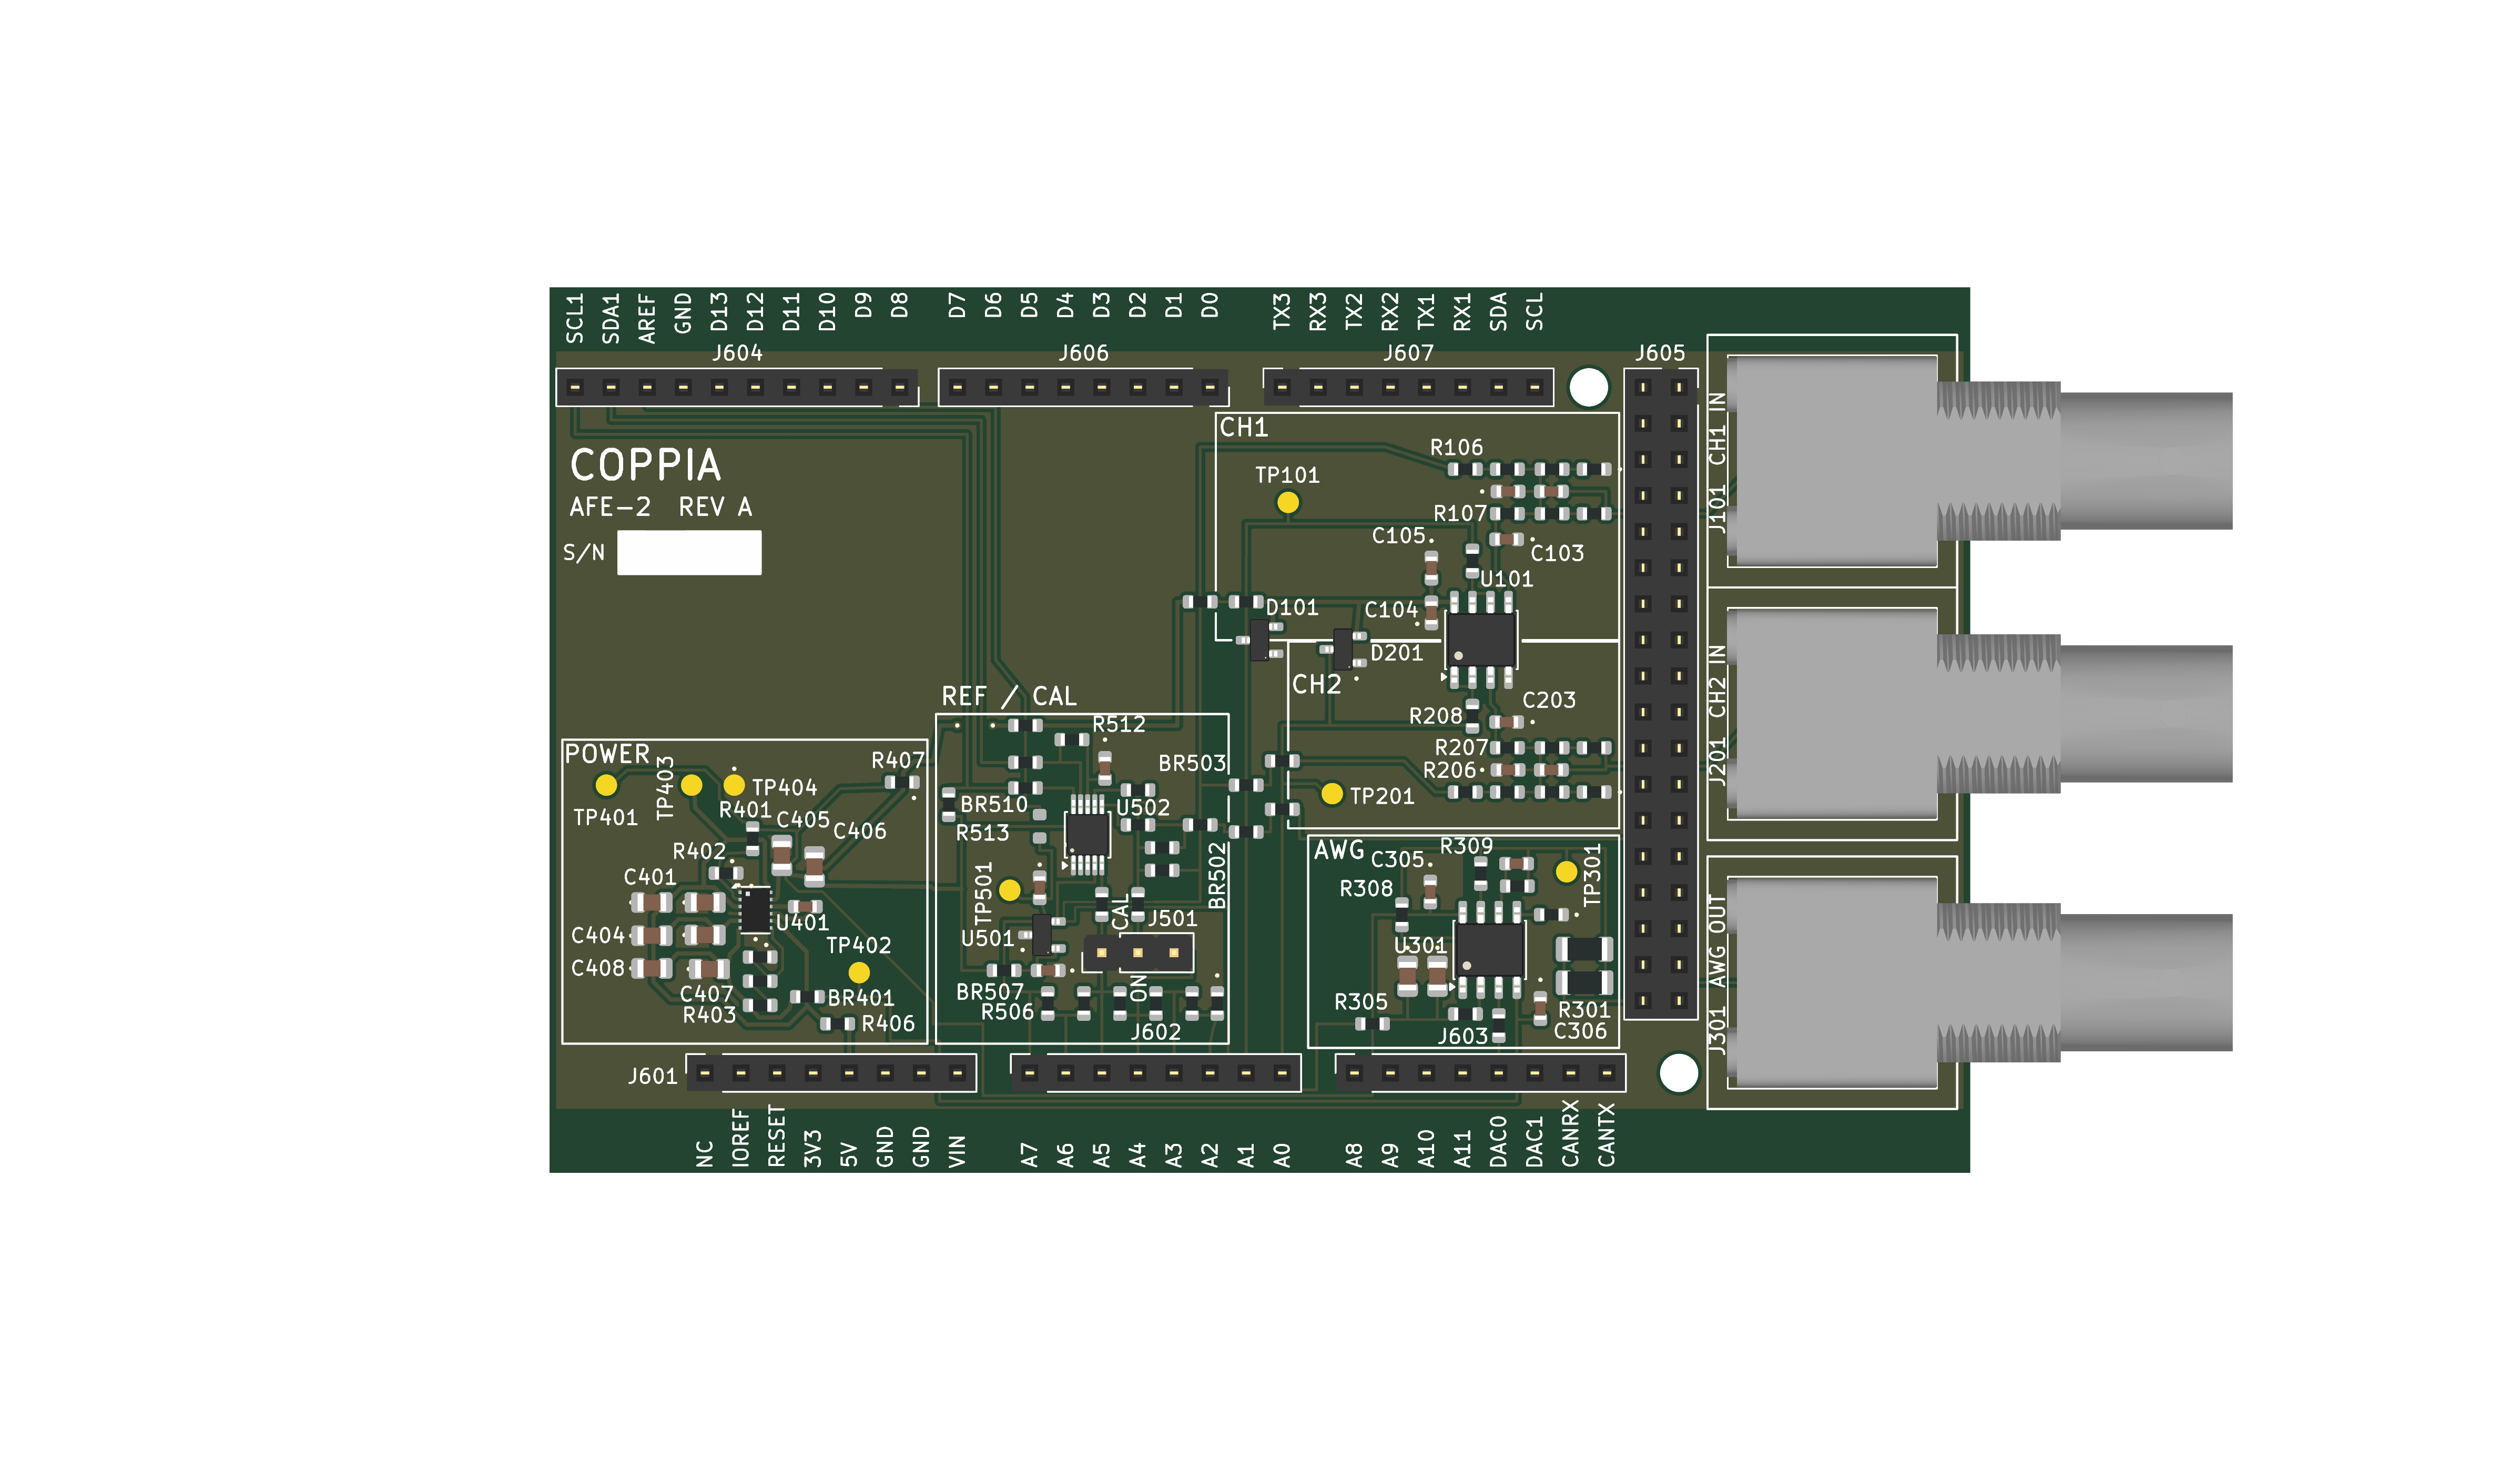 SCL1
SDA1
AREF
GND
D13
D12
D11
D10
D9
D8
D7
D6
D5
D4
D3
D2
D1
D0
TX3
RX3
TX2
RX2
TX1
RX1
SDA
SCL
J604
J606
J607
J605
CH1
COPPIA
AFE-2 REV A
S/N
R106
TP101
R107
C105
C103
U101
D101
C104
D201
CH2
C203
R208
R207
R206
TP201
J101 CH1 IN
J201 CH2 IN
J301 AWG OUT
REF / CAL
R512
BR503
BR510
U502
R513
TP501
BR502
CAL
J501
U501
ON
BR507
R506
J602
POWER
R407
TP403
TP404
TP401
R401
C405
C406
R402
C401
U401
C404
TP402
C408
C407
BR401
R403
R406
J601
AWG
R309
C305
TP301
R308
U301
R305
R301
J603
C306
NC
IOREF
RESET
3V3
5V
GND
GND
VIN
A7
A6
A5
A4
A3
A2
A1
A0
A8
A9
A10
A11
DAC0
DAC1
CANRX
CANTX